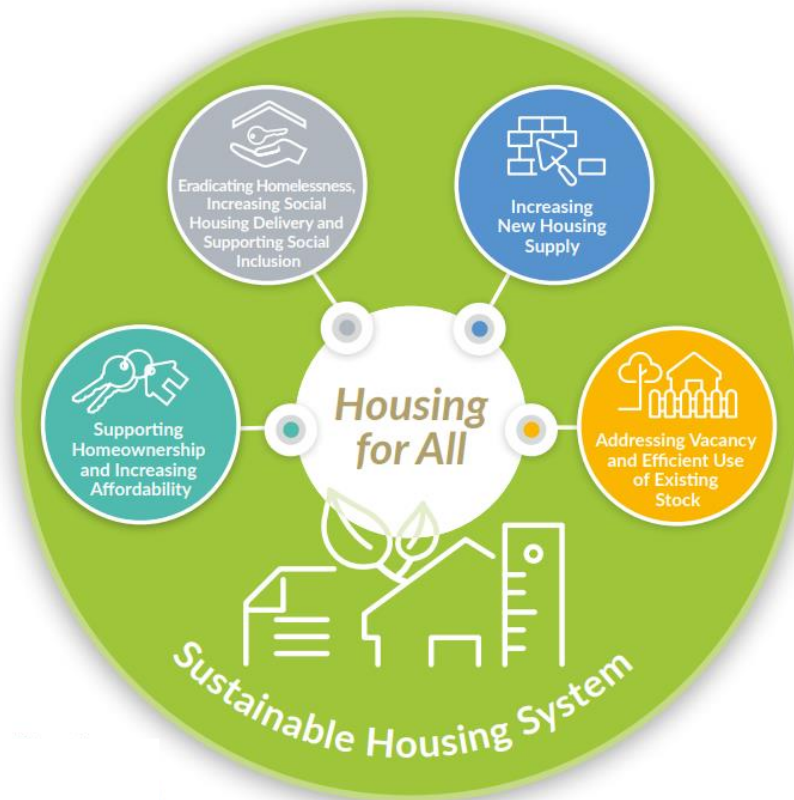 Eradicating Homelessness,
Increasing Social
Housing Delivery and
Supporting Social
Inclusion
Increasing
New Housing
Supply
Supporting
Homeownership
and Increasing
Affordability
Housing
for All
Addressing Vacancy
and Efficient Use
of Existing
Stock
Sustainable Housing System